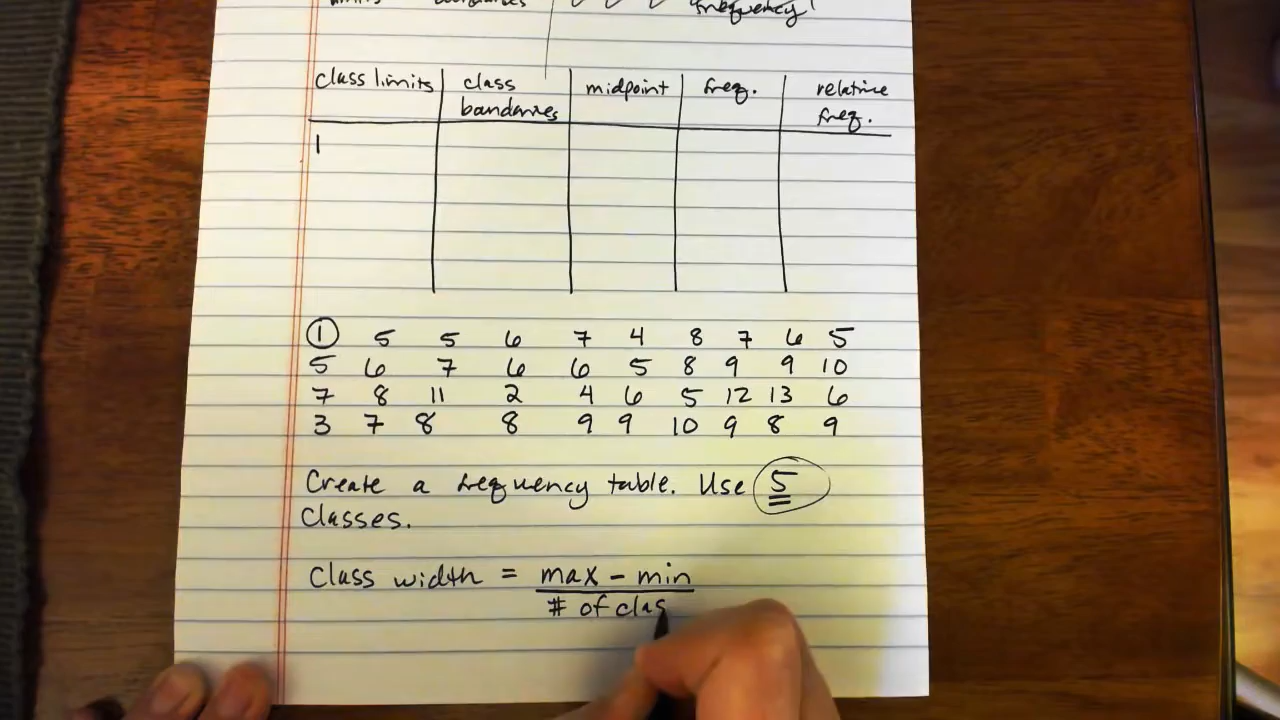 frequency
class limits class boundaries midpoint freq. relative freq.
1
1 5 5 6 7 4 8 7 6 5
5 6 7 6 6 5 8 9 9 10
7 8 11 2 4 6 5 12 13 6
3 7 8 8 9 9 10 9 8 9
Create a frequency table. Use 5
classes.
Class width = max - min
# of clas